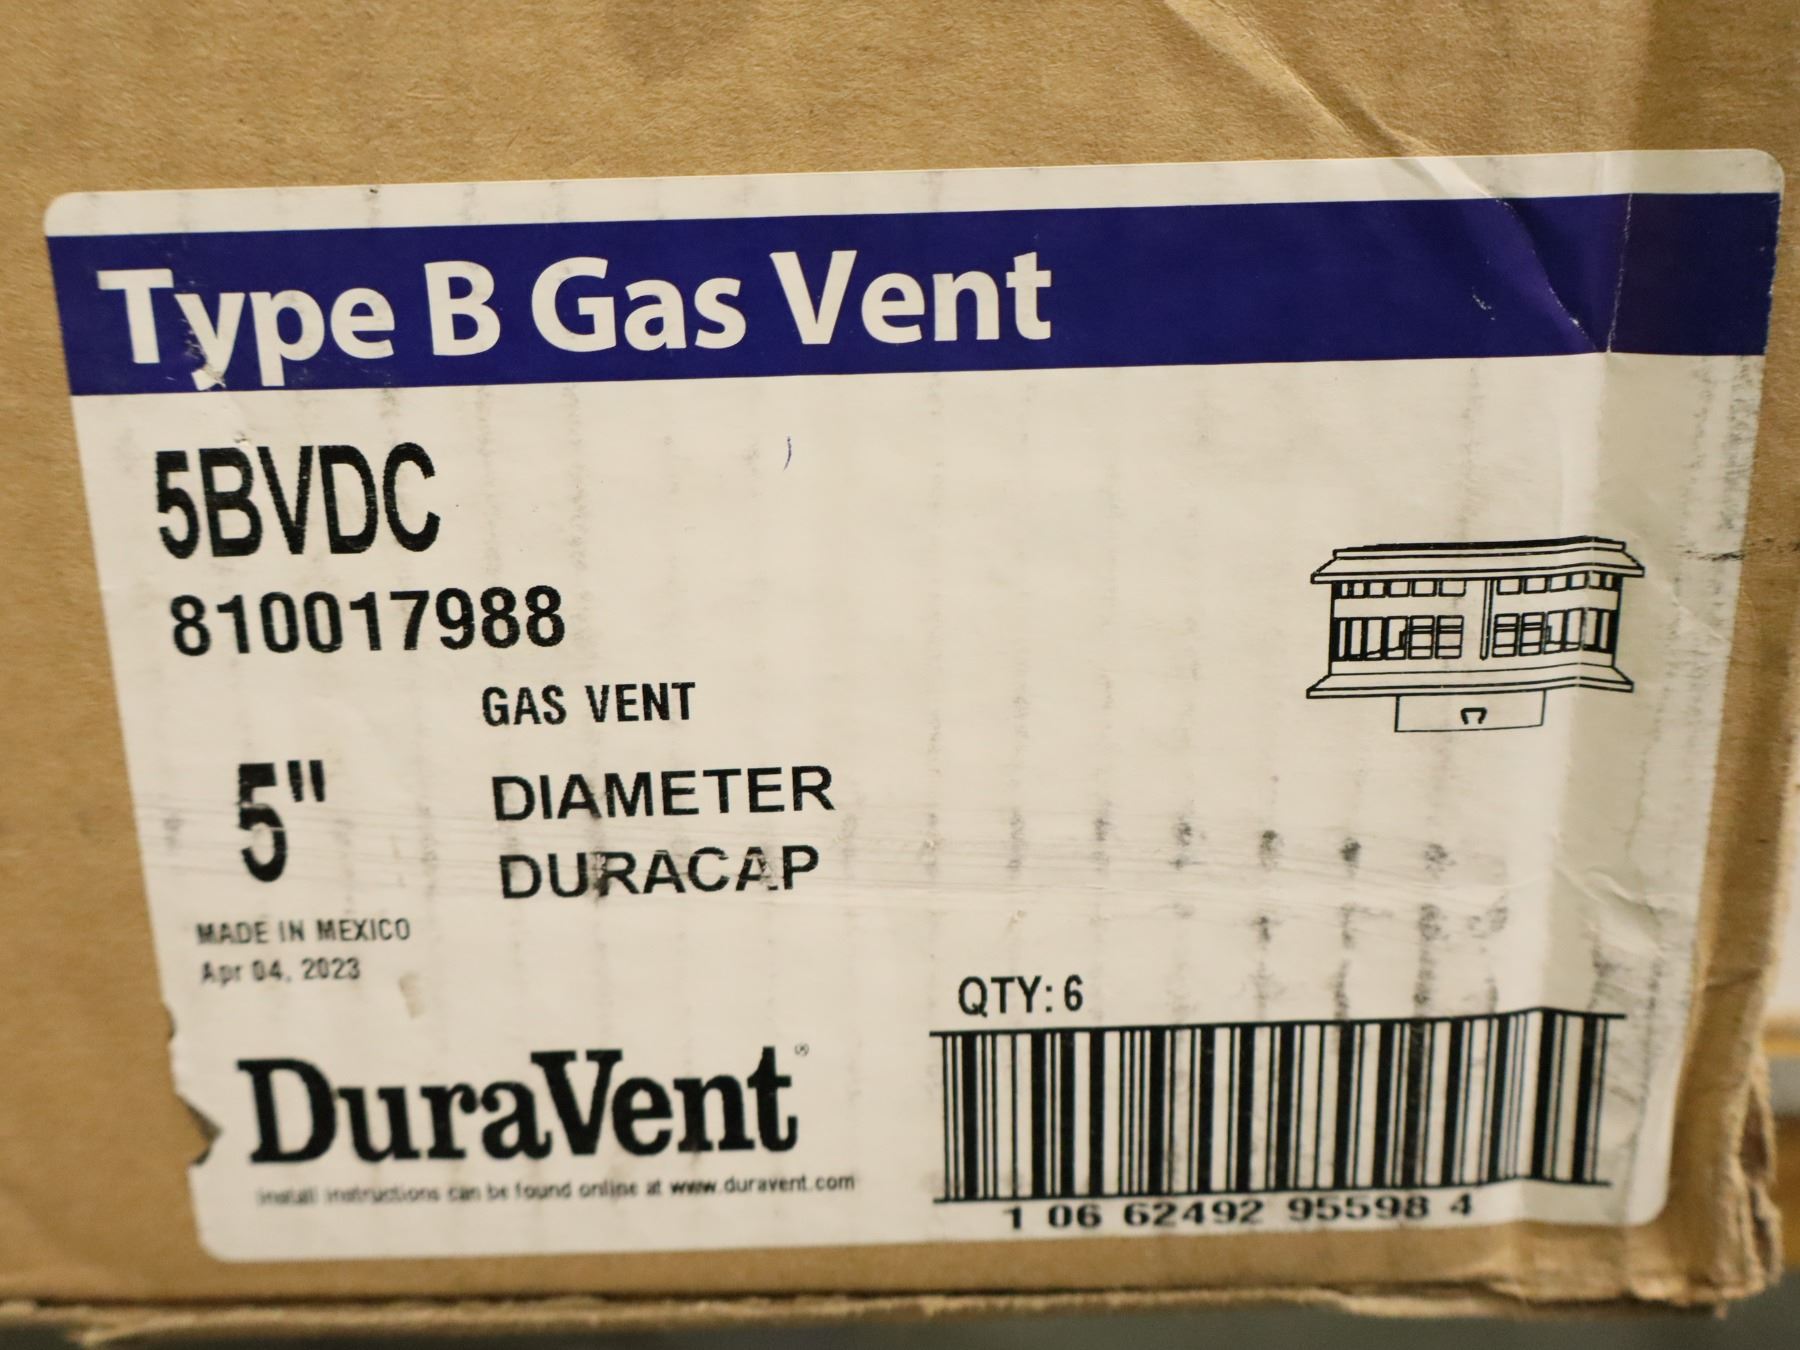 Type B Gas Vent
5BVDC
810017988
GAS VENT
5" DIAMETER
DURACAP
MADE IN MEXICO
Apr 04, 2023
QTY: 6
DuraVent®
install instructions can be found online at www.duravent.com
1 06 62492 95598 4